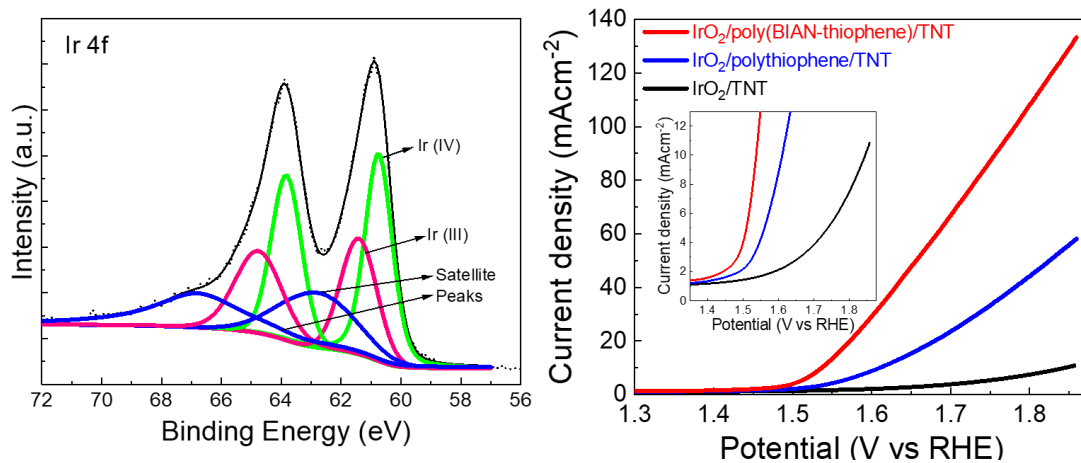 Ir 4f
Ir (IV)
Ir (III)
Satellite
Peaks
Intensity (a.u.)
72 70 68 66 64 62 60 58 56
Binding Energy (eV)
140
120
100
80
60
40
20
0
Current density (mAcm-2)
IrO2/poly(BIAN-thiophene)/TNT
IrO2/polythiophene/TNT
IrO2/TNT
12
10
8
6
4
2
0
Current density (mAcm-2)
1.4 1.5 1.6 1.7 1.8
Potential (V vs RHE)
1.3 1.4 1.5 1.6 1.7 1.8
Potential (V vs RHE)